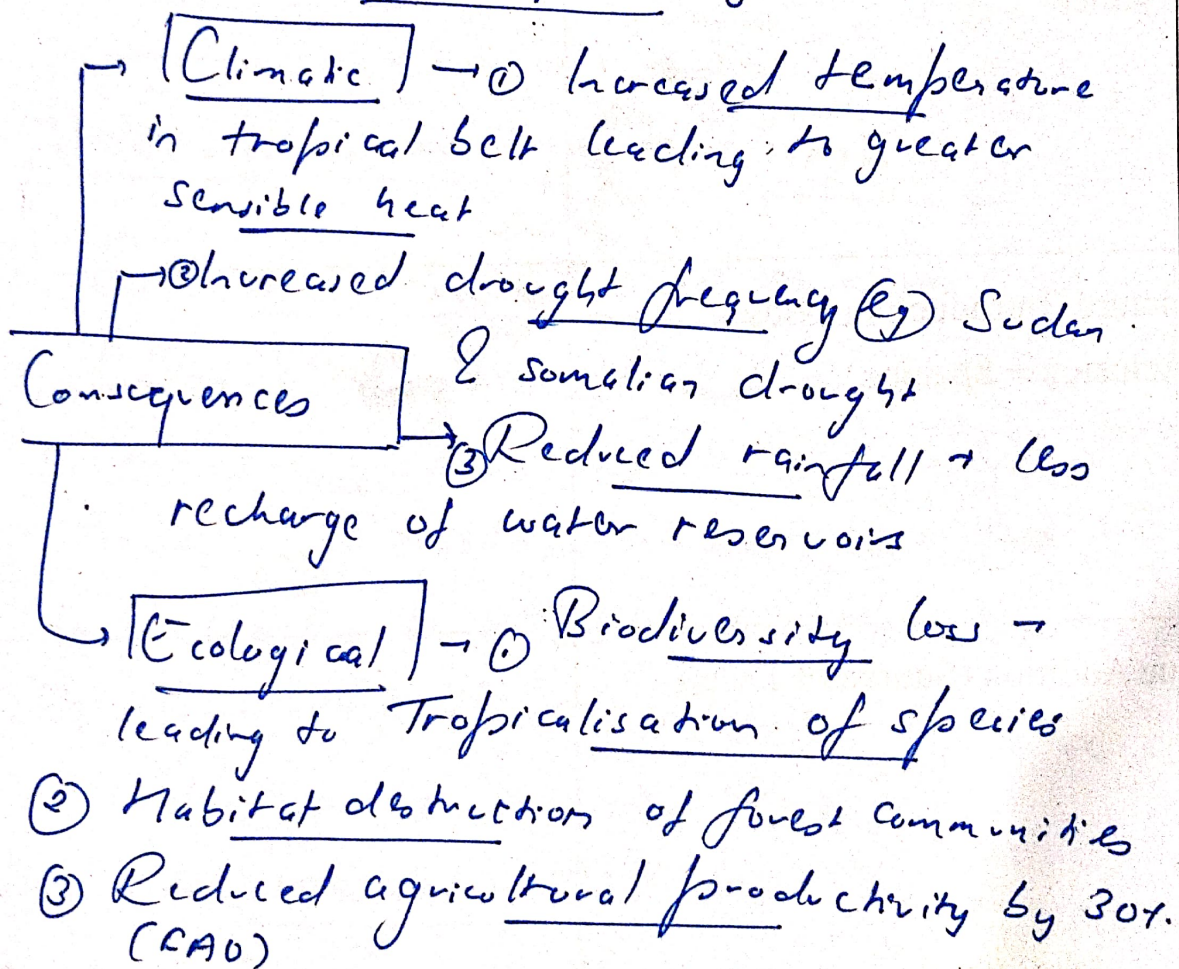 Climatic → ① Increased temperature
in tropical belt leading to greater
sensible heat
→ ② Increased drought frequency eg Sudan
& somalian drought
Consequences
→ ③ Reduced rainfall → less
recharge of water reservoirs
Ecological → ① Biodiversity loss →
leading to Tropicalisation of species
② Habitat destruction of forest communities
③ Reduced agricultural productivity by 30%.
(FAO)